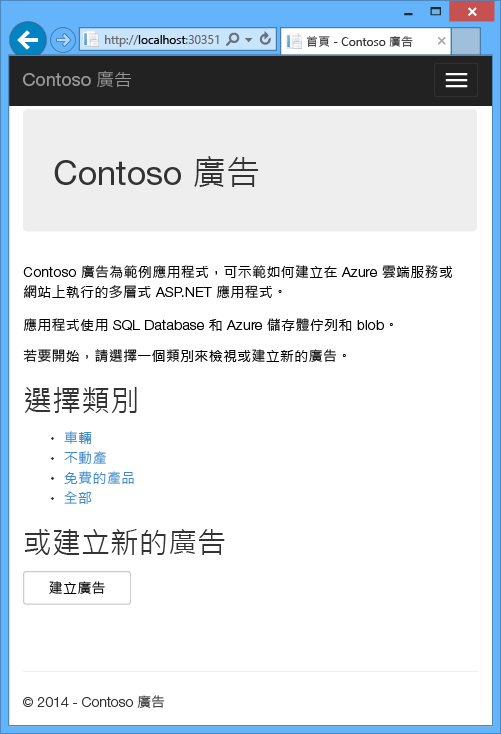 http://localhost:30351
首頁 - Contoso 廣告
Contoso 廣告
Contoso 廣告
Contoso 廣告為範例應用程式，可示範如何建立在 Azure 雲端服務或
網站上執行的多層式 ASP.NET 應用程式。
應用程式使用 SQL Database 和 Azure 儲存體佇列和 blob。
若要開始，請選擇一個類別來檢視或建立新的廣告。
選擇類別
• 車輛
• 不動產
• 免費的產品
• 全部
或建立新的廣告
建立廣告
© 2014 - Contoso 廣告